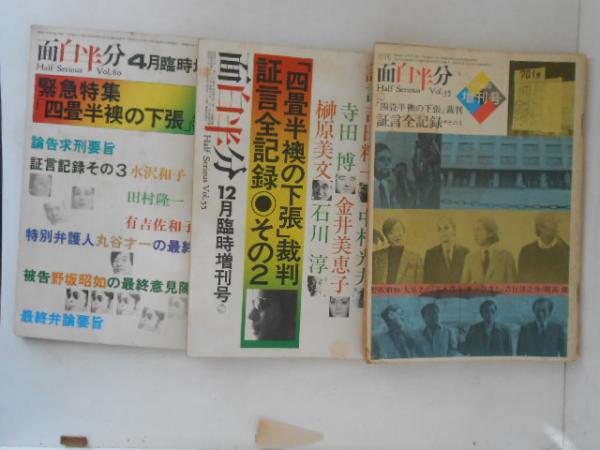 面白半分
4月臨時増
Half Serious Vol.80
緊急特集
「四畳半襖の下張」
論告求刑要旨
証言記録その3 水沢和子
田村隆一
有吉佐和子
特別弁護人丸谷才一の最終
被告野坂昭如の最終意見陳
最終弁論要旨
面白半分
Half Serious Vol.55
12月臨時増刊号
「四畳半襖の下張」裁判
証言全記録●その2
寺田 博
榊原美文
金井美恵子
石川 淳
中村光夫
面白半分
Half Serious Vol.35
増刊号
「四畳半襖の下張」裁判
証言全記録